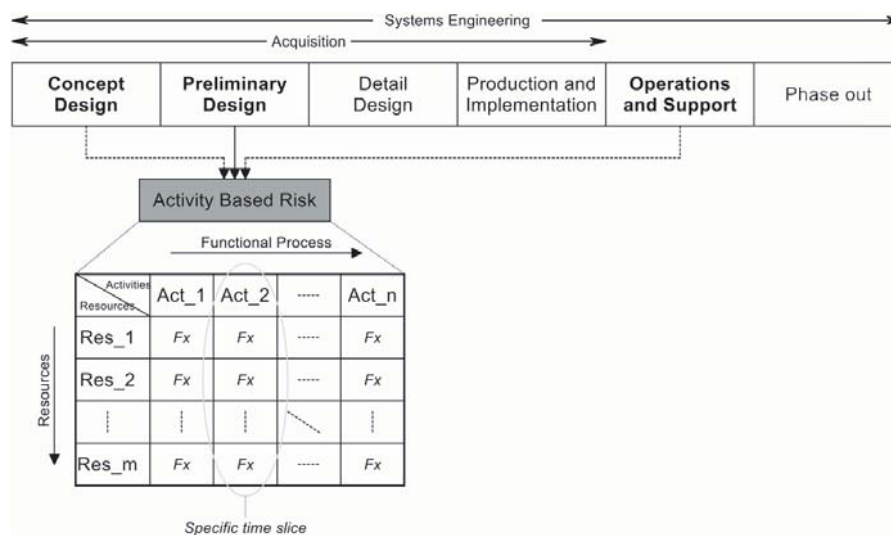 Systems Engineering
Acquisition
Concept Design
Preliminary Design
Detail Design
Production and Implementation
Operations and Support
Phase out
Activity Based Risk
Functional Process
Activities
Resources
Act_1 Act_2 ----- Act_n
Res_1 Fx Fx ----- Fx
Res_2 Fx Fx ----- Fx
Res_m Fx Fx ----- Fx
Resources
Specific time slice